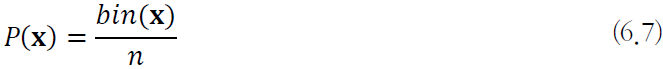 P(x) = bin(x) / n (6.7)